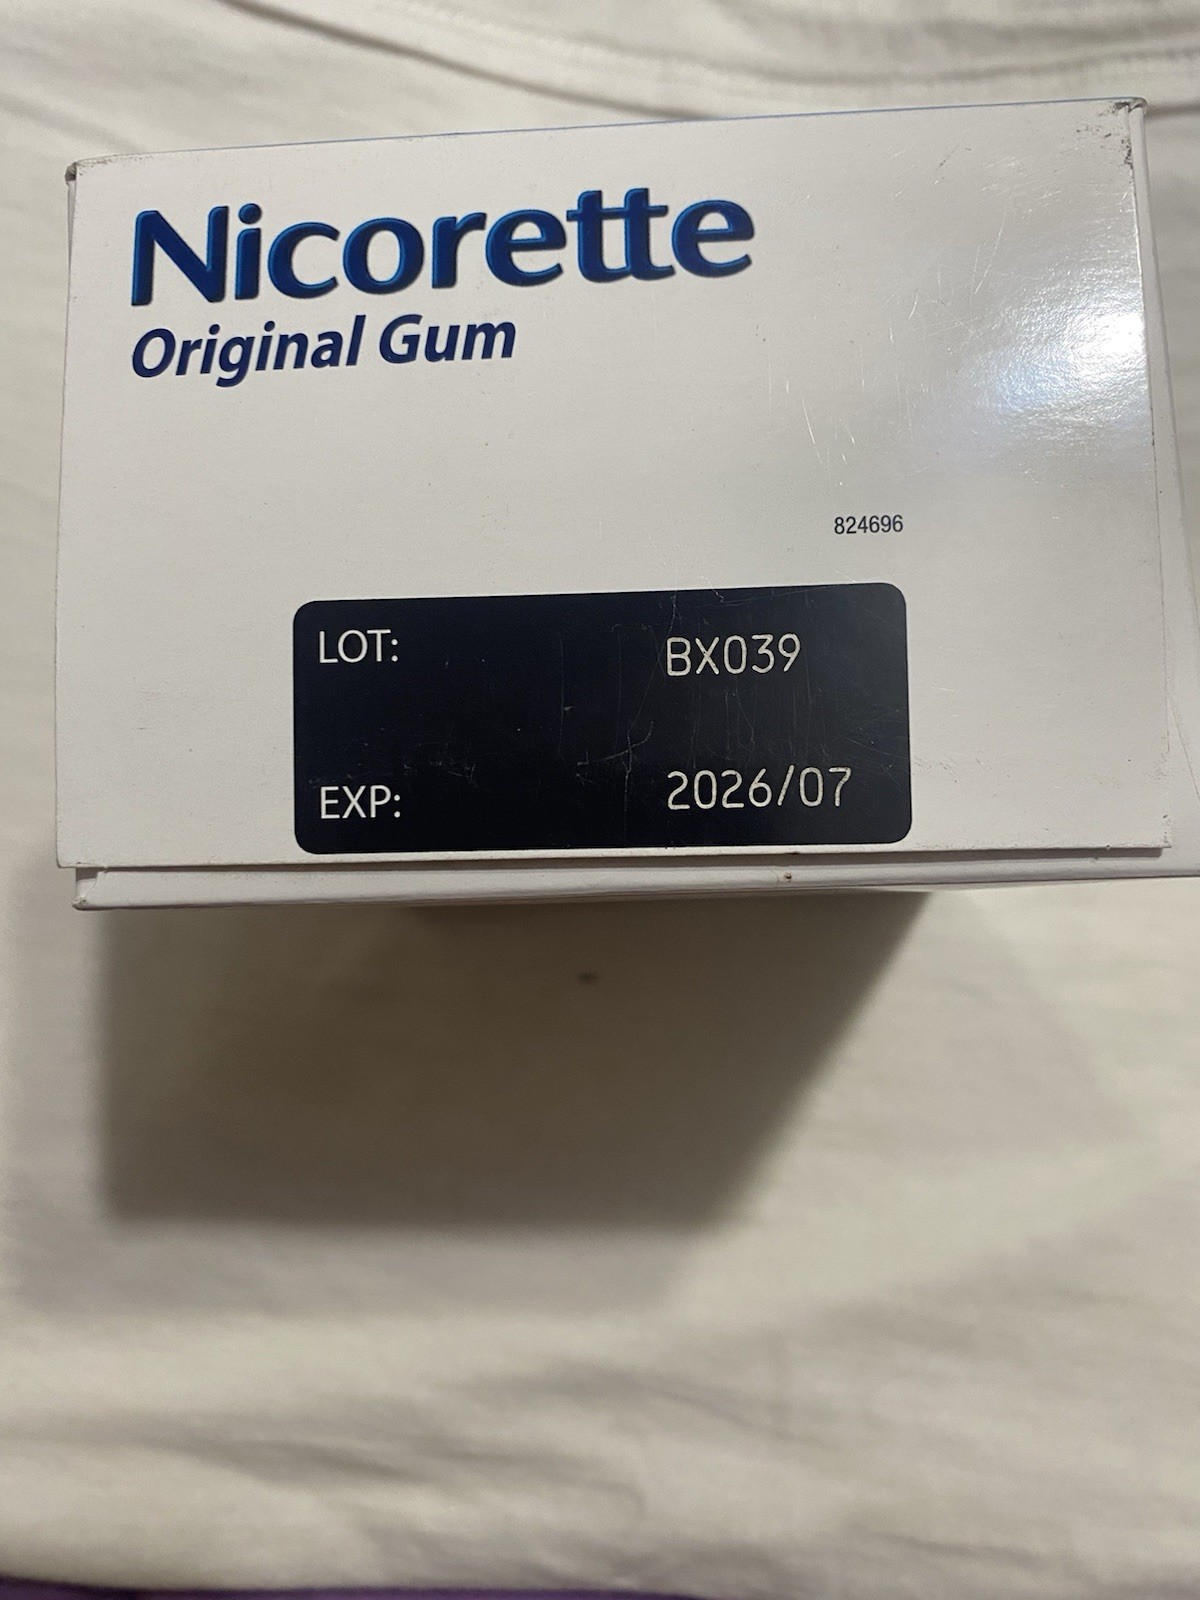 Nicorette
Original Gum
824696
LOT: BX039
EXP: 2026/07